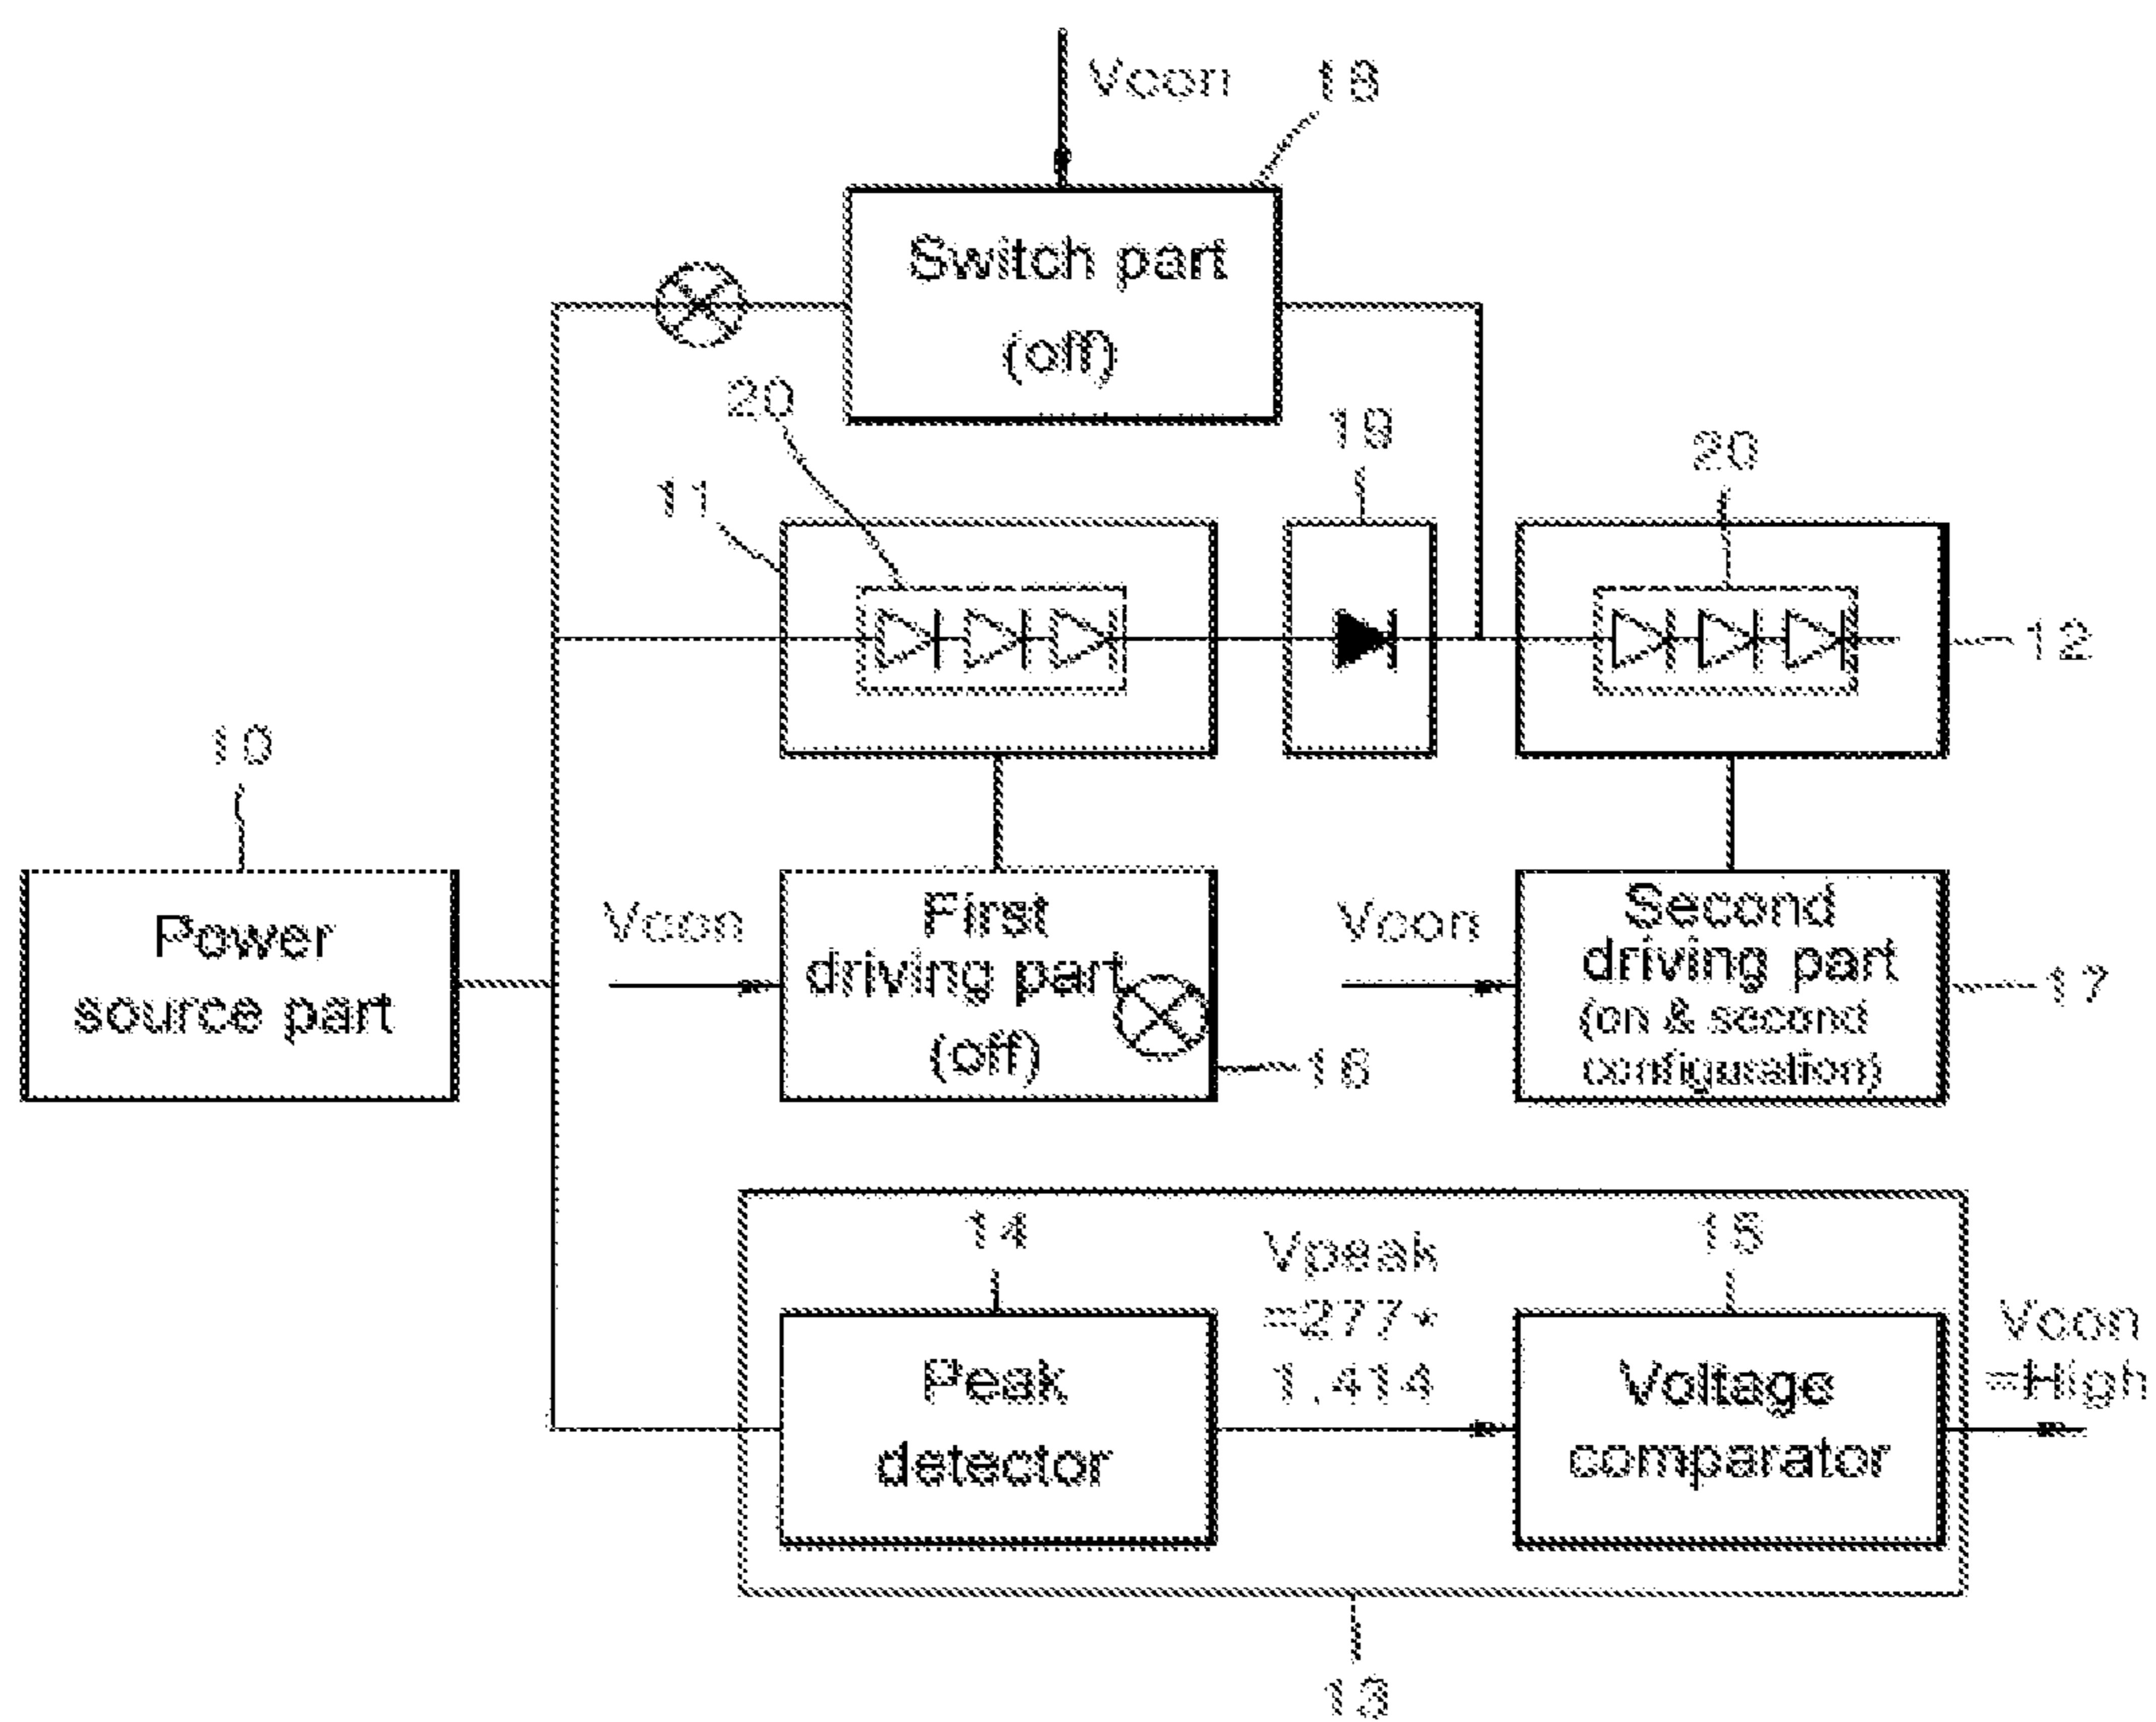 Vcon
18
Switch part
(off)
20
19
20
11
12
10
Power
source part
Vcon
First
driving part
(off)
16
Vcon
Second
driving part
(on & second
configuration)
17
14
Vpeak
=277*
1.414
15
Peak
detector
Voltage
comparator
Vcon
=High
13